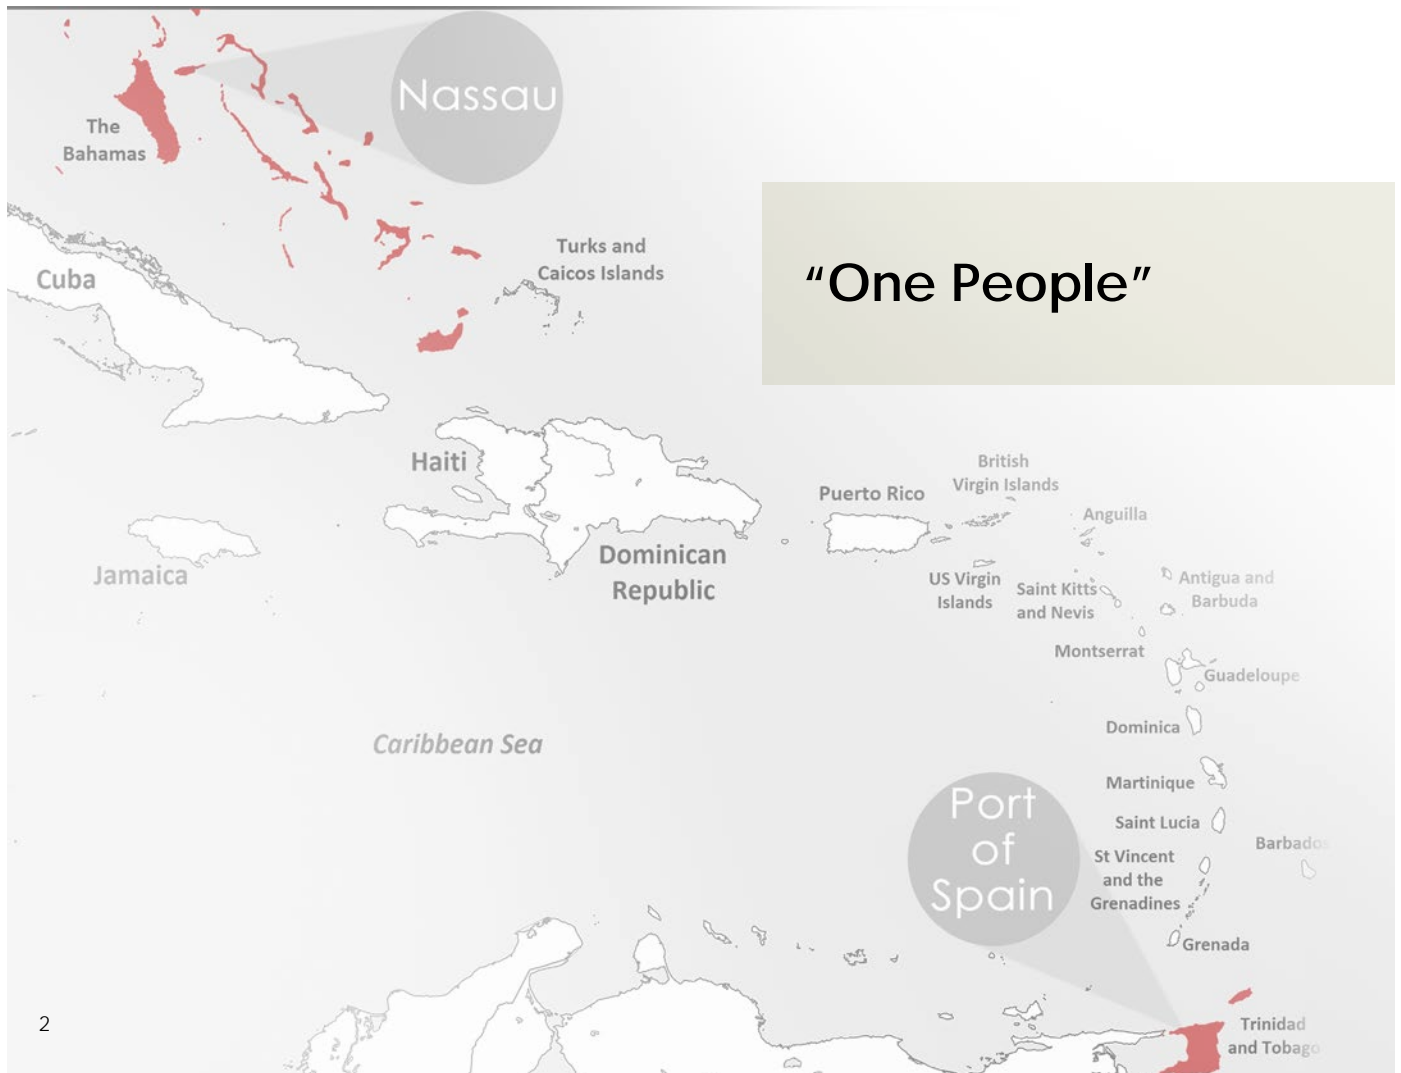 Nassau
The
Bahamas
“One People”
Turks and
Caicos Islands
Cuba
Haiti
British
Virgin Islands
Puerto Rico
Anguilla
Dominican
Republic
Jamaica
US Virgin
Islands
Saint Kitts
and Nevis
Antigua and
Barbuda
Montserrat
Guadeloupe
Dominica
Caribbean Sea
Martinique
Port
of
Spain
Saint Lucia
Barbados
St Vincent
and the
Grenadines
Grenada
Trinidad
and Tobago
2